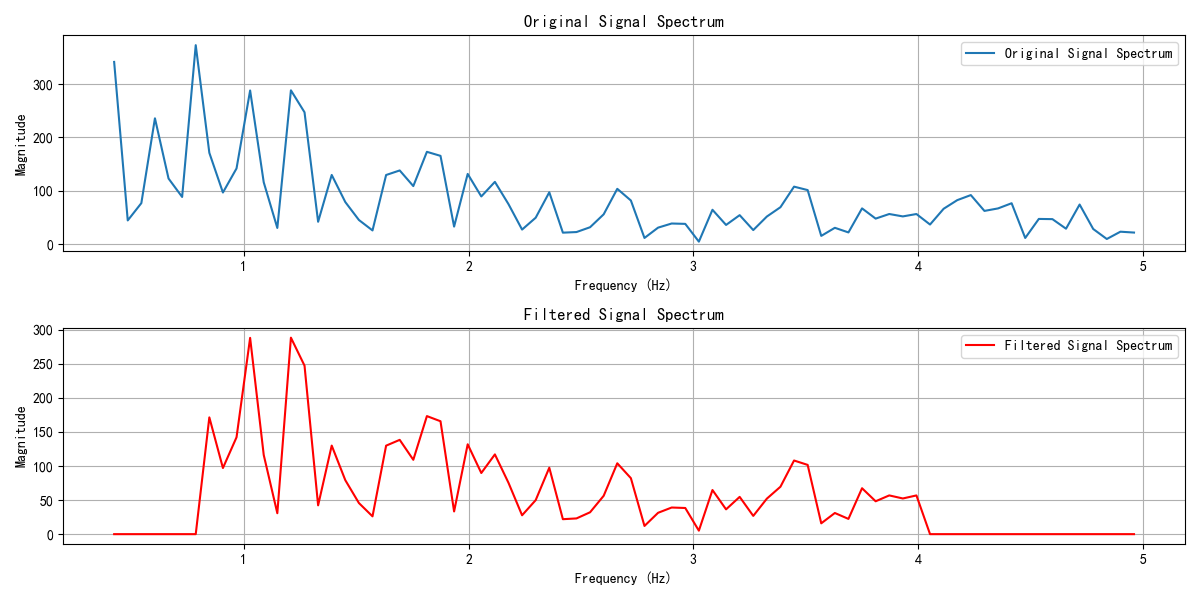 Original Signal Spectrum
Original Signal Spectrum
Magnitude
300
200
100
0
1 2 3 4 5
Frequency (Hz)
Filtered Signal Spectrum
Filtered Signal Spectrum
Magnitude
300
250
200
150
100
50
0
1 2 3 4 5
Frequency (Hz)